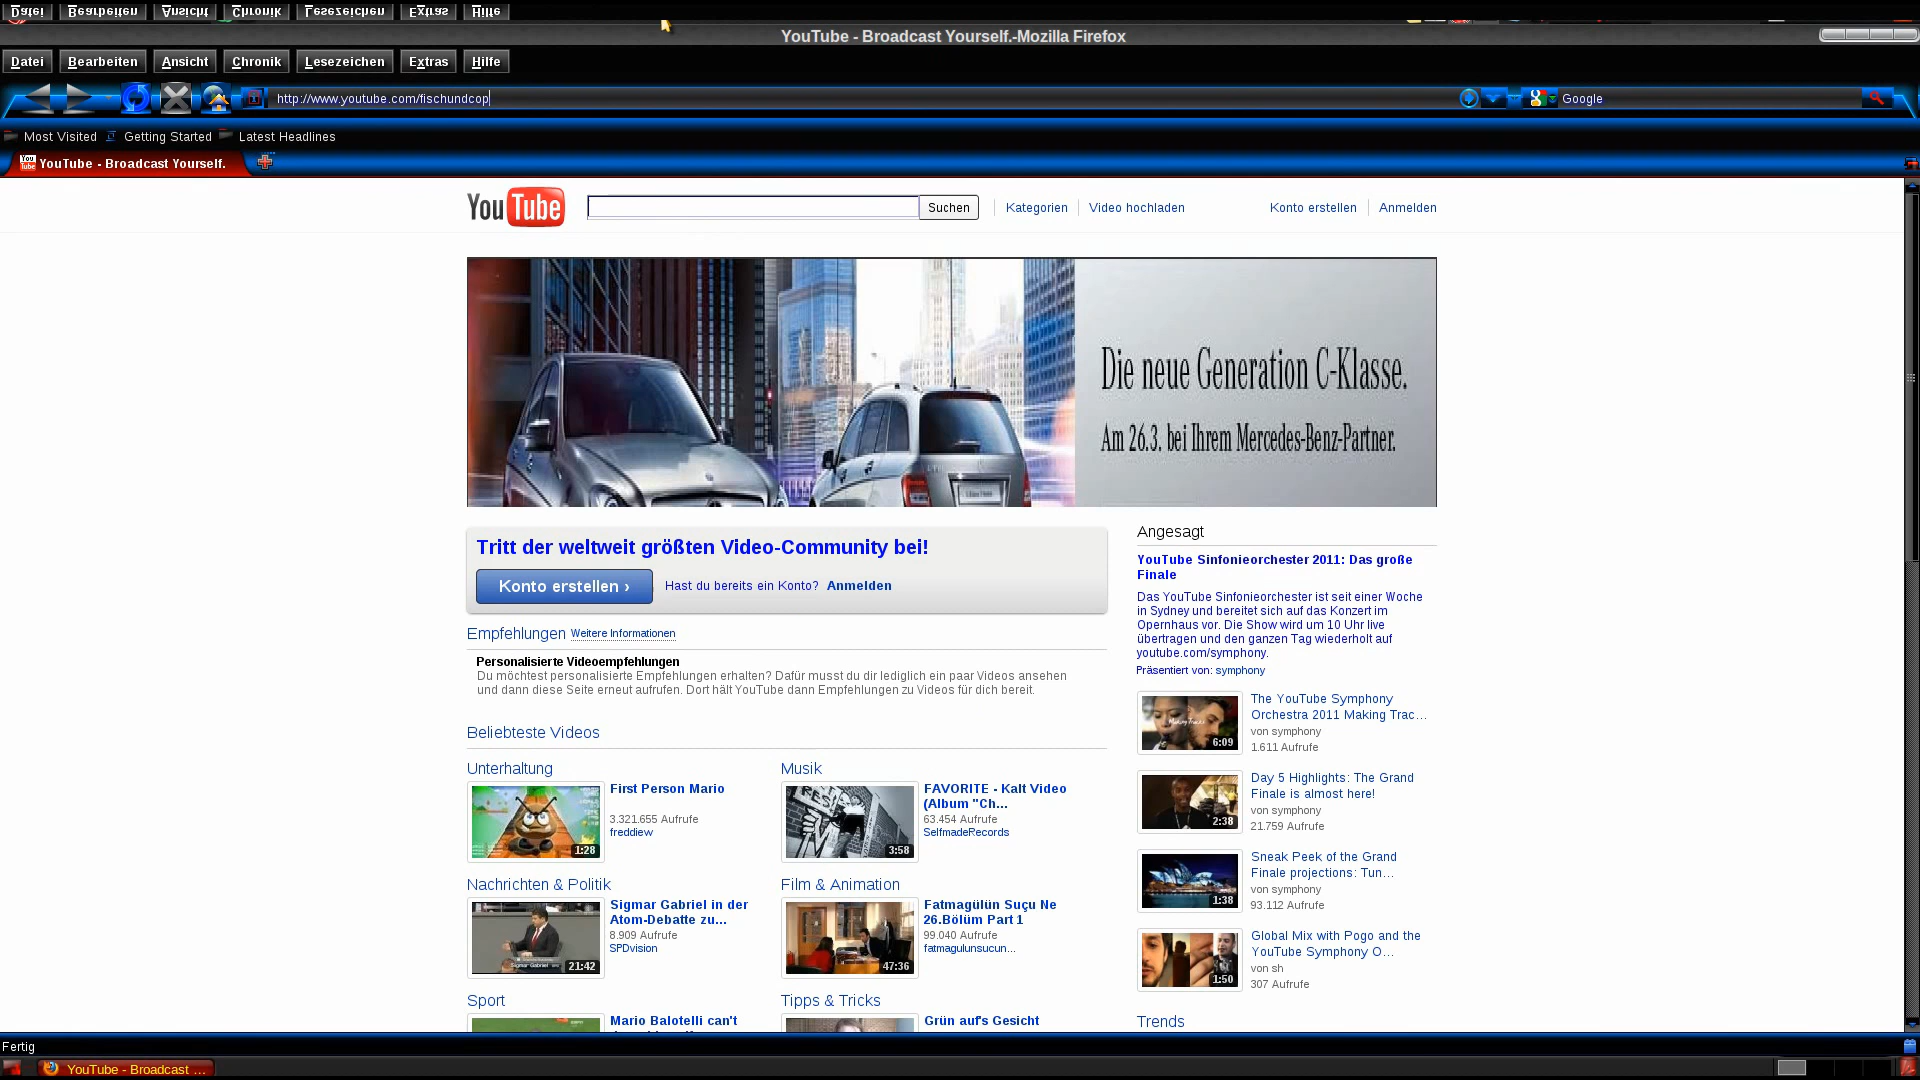 Datei Bearbeiten Ansicht Chronik Lesezeichen Extras Hilfe
YouTube - Broadcast Yourself.-Mozilla Firefox
Datei Bearbeiten Ansicht Chronik Lesezeichen Extras Hilfe
http://www.youtube.com/fischundcop
Google
Most Visited Getting Started Latest Headlines
YouTube - Broadcast Yourself.
YouTube
Suchen Kategorien Video hochladen Konto erstellen Anmelden
Die neue Generation C-Klasse.
Am 26.3. bei Ihrem Mercedes-Benz-Partner.
Tritt der weltweit größten Video-Community bei!
Konto erstellen › Hast du bereits ein Konto? Anmelden
Empfehlungen Weitere Informationen
Personalisierte Videoempfehlungen
Du möchtest personalisierte Empfehlungen erhalten? Dafür musst du dir lediglich ein paar Videos ansehen
und dann diese Seite erneut aufrufen. Dort hält YouTube dann Empfehlungen zu Videos für dich bereit.
Beliebteste Videos
Unterhaltung
First Person Mario
3.321.655 Aufrufe
freddiew
1:28
Musik
FAVORITE - Kalt Video
(Album "Ch...
63.454 Aufrufe
SelfmadeRecords
3:58
Nachrichten & Politik
Sigmar Gabriel in der
Atom-Debatte zu...
8.909 Aufrufe
SPDvision
Sigmar Gabriel
21:42
Film & Animation
Fatmagülün Suçu Ne
26.Bölüm Part 1
99.040 Aufrufe
fatmagulunsucun...
47:36
Sport
Mario Balotelli can't
Tipps & Tricks
Grün auf's Gesicht
Angesagt
YouTube Sinfonieorchester 2011: Das große
Finale
Das YouTube Sinfonieorchester ist seit einer Woche
in Sydney und bereitet sich auf das Konzert im
Opernhaus vor. Die Show wird um 10 Uhr live
übertragen und den ganzen Tag wiederholt auf
youtube.com/symphony.
Präsentiert von: symphony
The YouTube Symphony
Orchestra 2011 Making Trac...
von symphony
1.611 Aufrufe
Making Tracks
6:09
Day 5 Highlights: The Grand
Finale is almost here!
von symphony
21.759 Aufrufe
2:38
Sneak Peek of the Grand
Finale projections: Tun...
von symphony
93.112 Aufrufe
1:38
Global Mix with Pogo and the
YouTube Symphony O...
von sh
307 Aufrufe
1:50
Trends
Fertig
YouTube - Broadcast ...